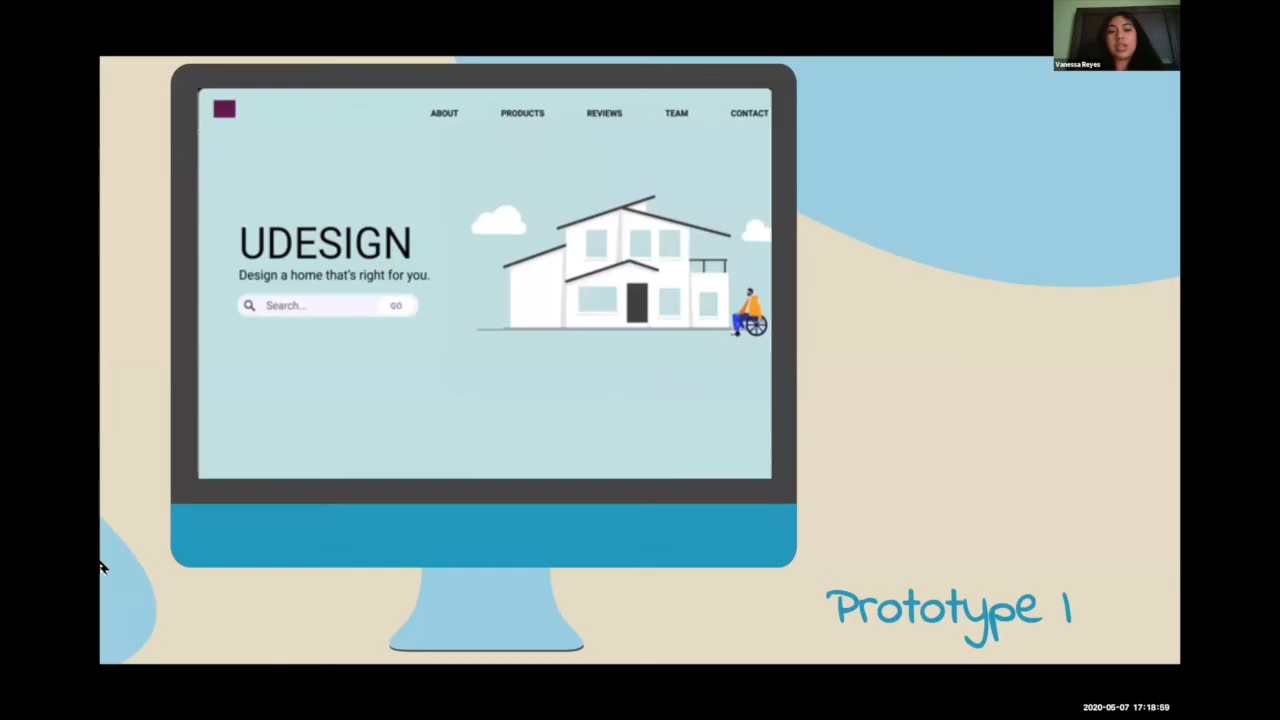 Vanessa Reyes
ABOUT PRODUCTS REVIEWS TEAM CONTACT
UDESIGN
Design a home that's right for you.
Search... GO
Prototype 1
2020-05-07 17:18:59